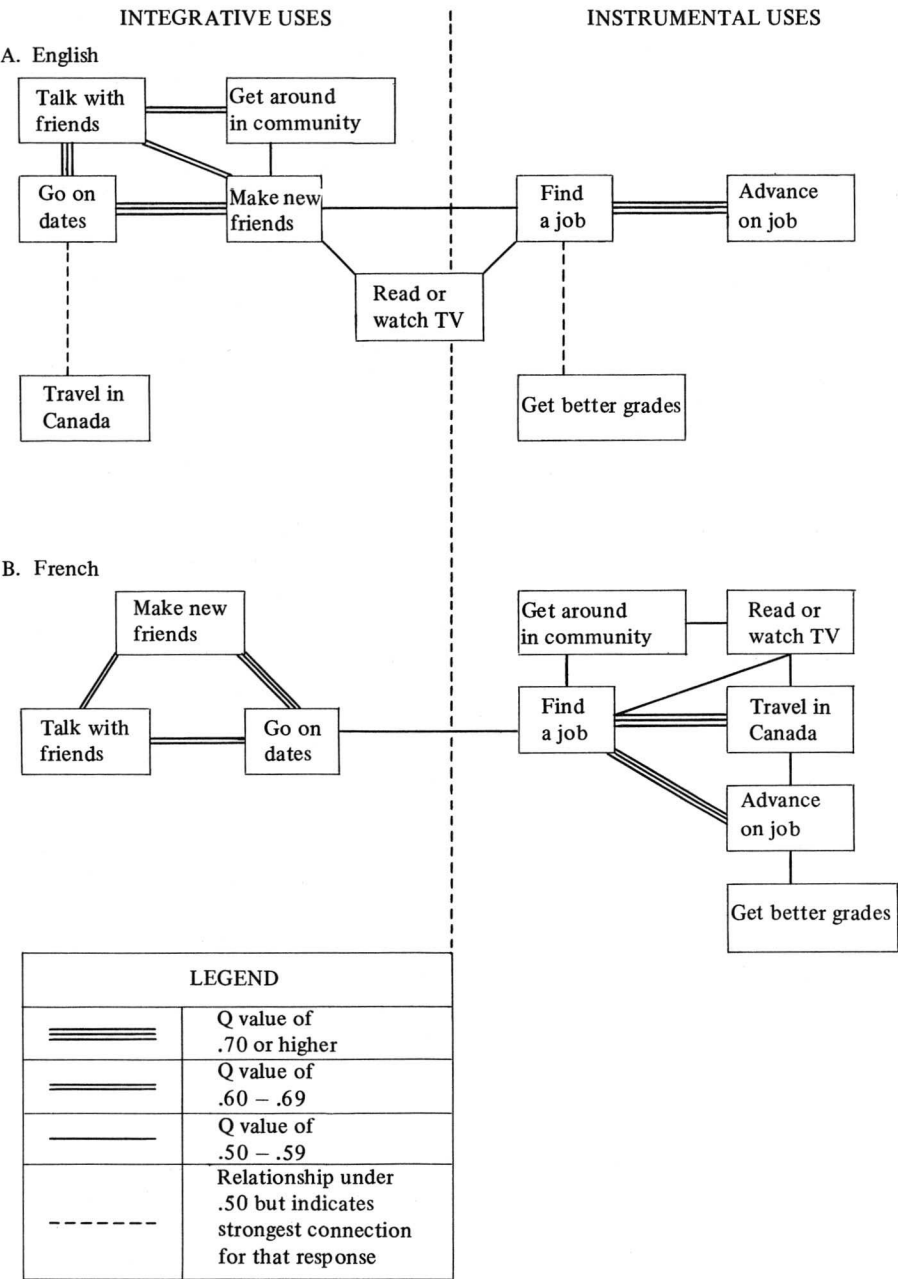 INTEGRATIVE USES
INSTRUMENTAL USES
A. English
Talk with
friends
Get around
in community
Go on
dates
Make new
friends
Find
a job
Advance
on job
Read or
watch TV
Travel in
Canada
Get better grades
B. French
Make new
friends
Get around
in community
Read or
watch TV
Talk with
friends
Go on
dates
Find
a job
Travel in
Canada
Advance
on job
Get better grades
LEGEND
Q value of
.70 or higher
Q value of
.60 – .69
Q value of
.50 – .59
Relationship under
.50 but indicates
strongest connection
for that response